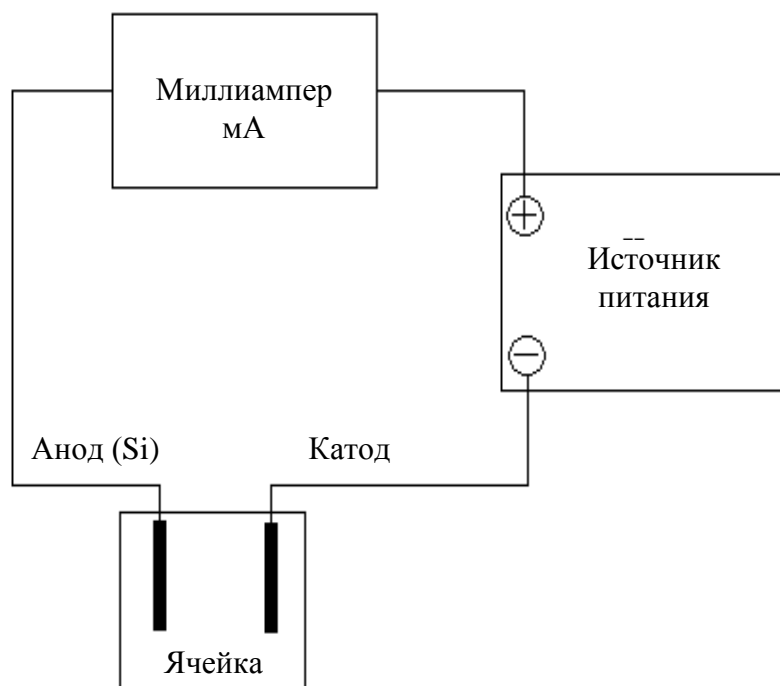 Миллиампер
мА
+
Источник
питания
−
Анод (Si)
Катод
Ячейка